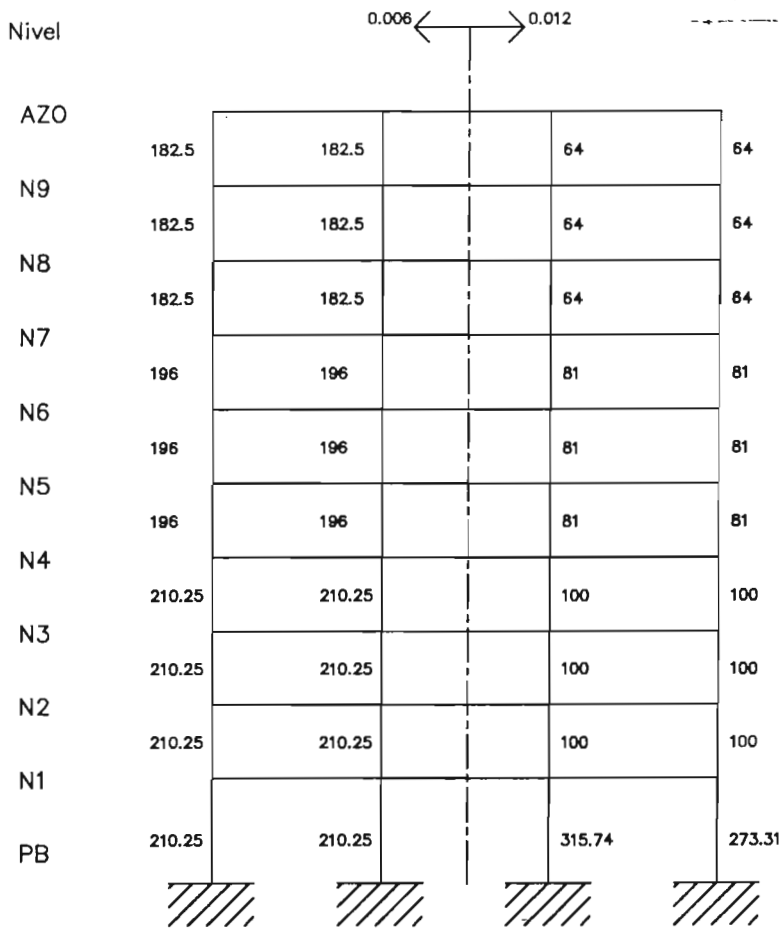 0.006 0.012
Nivel
AZO
182.5 182.5 64 64
N9
182.5 182.5 64 64
N8
182.5 182.5 64 64
N7
196 196 81 81
N6
196 196 81 81
N5
196 196 81 81
N4
210.25 210.25 100 100
N3
210.25 210.25 100 100
N2
210.25 210.25 100 100
N1
210.25 210.25 315.74 273.31
PB